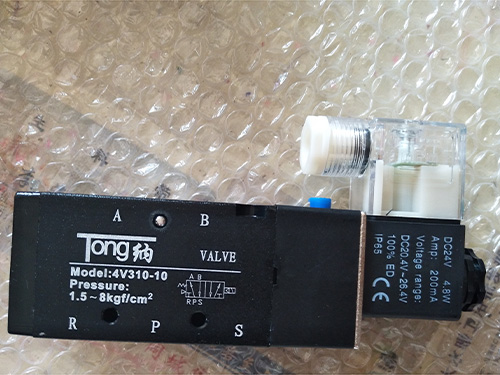 A B
Tong纳 VALVE
Model:4V310-10
Pressure:
1.5~8kgf/cm²
A B
R P S
R P S
DC24V 4.8W
Amp: 200mA
Voltage range:
DC20.4V~26.4V
100% ED
IP65
CE